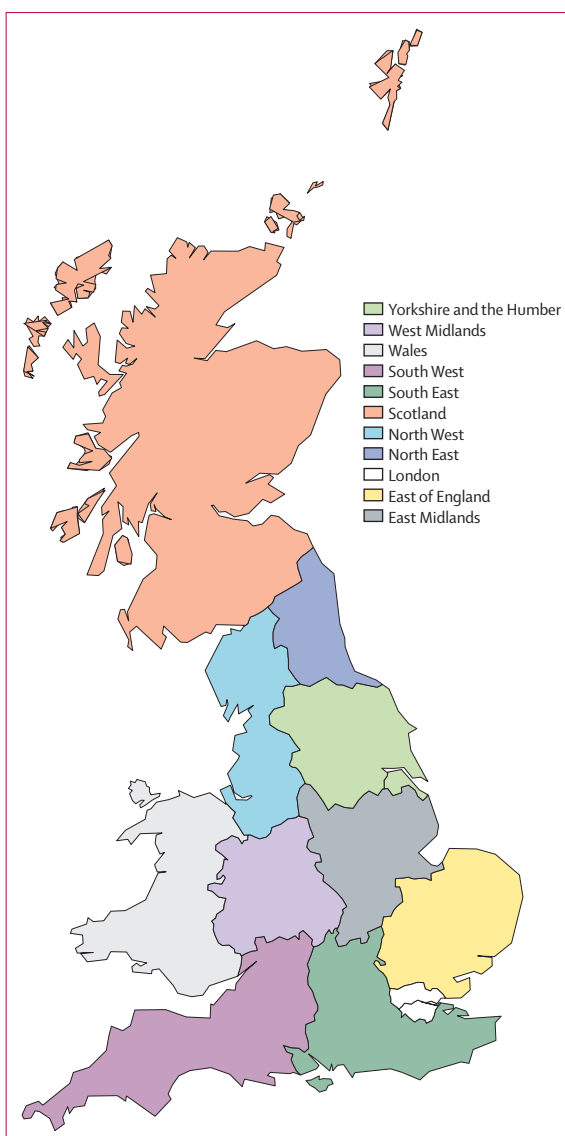 Yorkshire and the Humber
West Midlands
Wales
South West
South East
Scotland
North West
North East
London
East of England
East Midlands